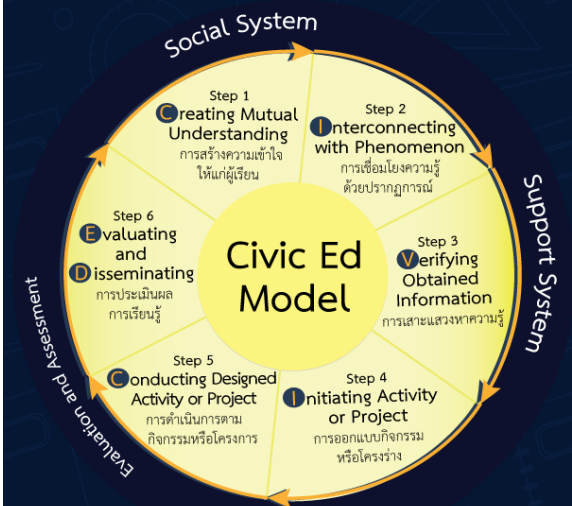 Social System
Support System
Evaluation and Assessment
Civic Ed
Model
Step 1
Creating Mutual
Understanding
การสร้างความเข้าใจ
ให้แก่ผู้เรียน
Step 2
Interconnecting
with Phenomenon
การเชื่อมโยงความรู้
ด้วยปรากฏการณ์
Step 3
Verifying
Obtained
Information
การเสาะแสวงหาความรู้
Step 4
Initiating Activity
or Project
การออกแบบกิจกรรม
หรือโครงร่าง
Step 5
Conducting Designed
Activity or Project
การดำเนินการตาม
กิจกรรมหรือโครงการ
Step 6
Evaluating
and
Disseminating
การประเมินผล
การเรียนรู้